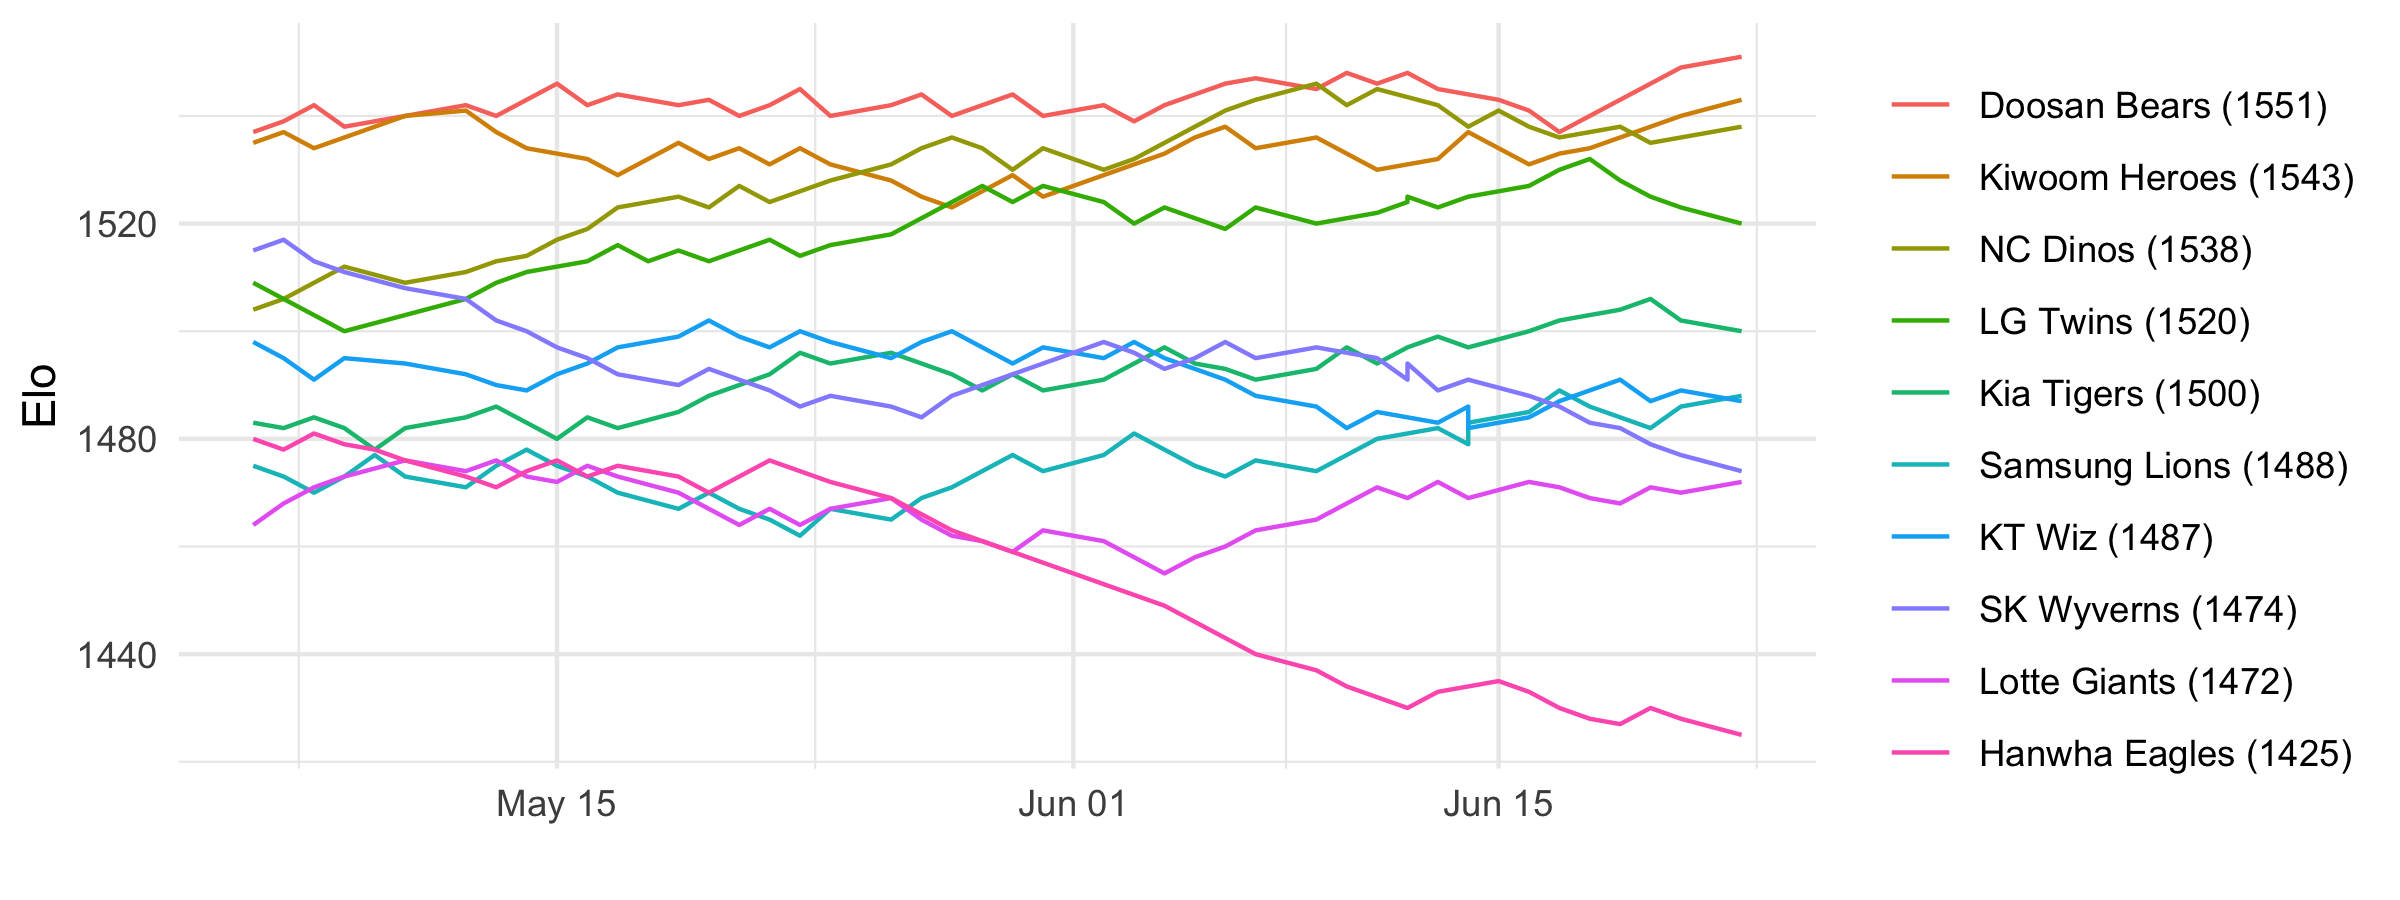 Elo
1520
1480
1440
May 15
Jun 01
Jun 15
Doosan Bears (1551)
Kiwoom Heroes (1543)
NC Dinos (1538)
LG Twins (1520)
Kia Tigers (1500)
Samsung Lions (1488)
KT Wiz (1487)
SK Wyverns (1474)
Lotte Giants (1472)
Hanwha Eagles (1425)